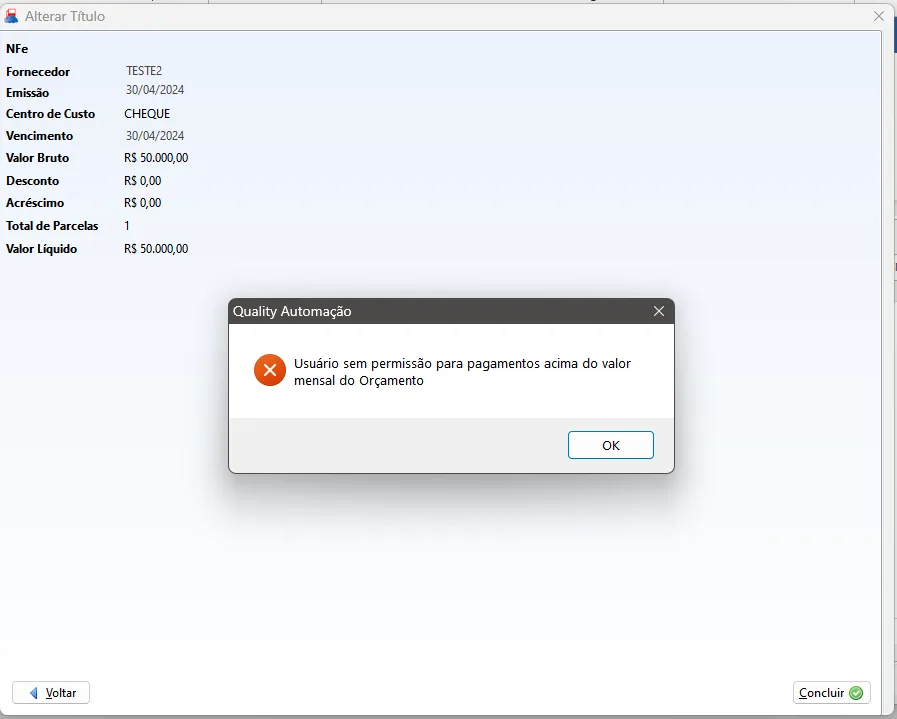 Alterar Título
NFe
Fornecedor TESTE2
Emissão 30/04/2024
Centro de Custo CHEQUE
Vencimento 30/04/2024
Valor Bruto R$ 50.000,00
Desconto R$ 0,00
Acréscimo R$ 0,00
Total de Parcelas 1
Valor Líquido R$ 50.000,00
Quality Automação
Usuário sem permissão para pagamentos acima do valor
mensal do Orçamento
OK
Voltar
Concluir